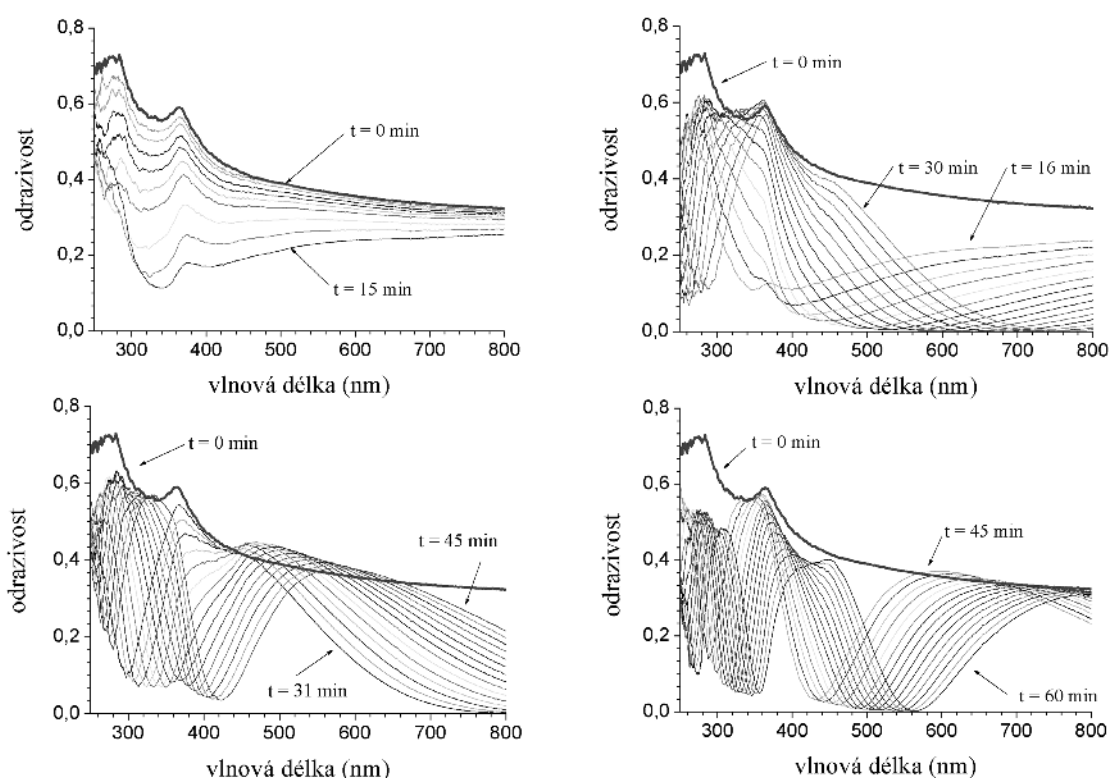 0,8
0,6
0,4
0,2
0,0
odrazivost
t = 0 min
t = 15 min
300 400 500 600 700 800
vlnová délka (nm)
0,8
0,6
0,4
0,2
0,0
odrazivost
t = 0 min
t = 30 min
t = 16 min
300 400 500 600 700 800
vlnová délka (nm)
0,8
0,6
0,4
0,2
0,0
odrazivost
t = 0 min
t = 45 min
t = 31 min
300 400 500 600 700 800
vlnová délka (nm)
0,8
0,6
0,4
0,2
0,0
odrazivost
t = 0 min
t = 45 min
t = 60 min
300 400 500 600 700 800
vlnová délka (nm)